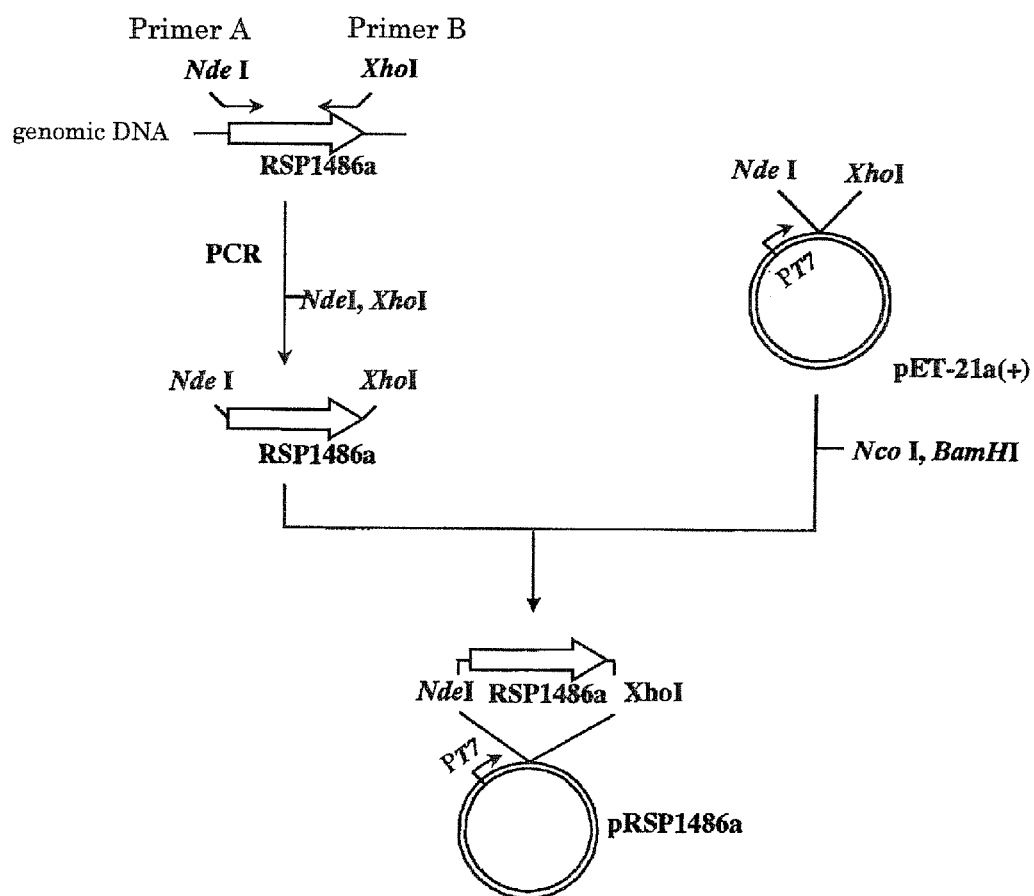 Primer A Primer B
Nde I XhoI
genomic DNA
RSP1486a
Nde I XhoI
PCR
PT7
NdeI, XhoI
pET-21a(+)
Nde I XhoI
RSP1486a
Nco I, BamHI
NdeI RSP1486a XhoI
PT7
pRSP1486a